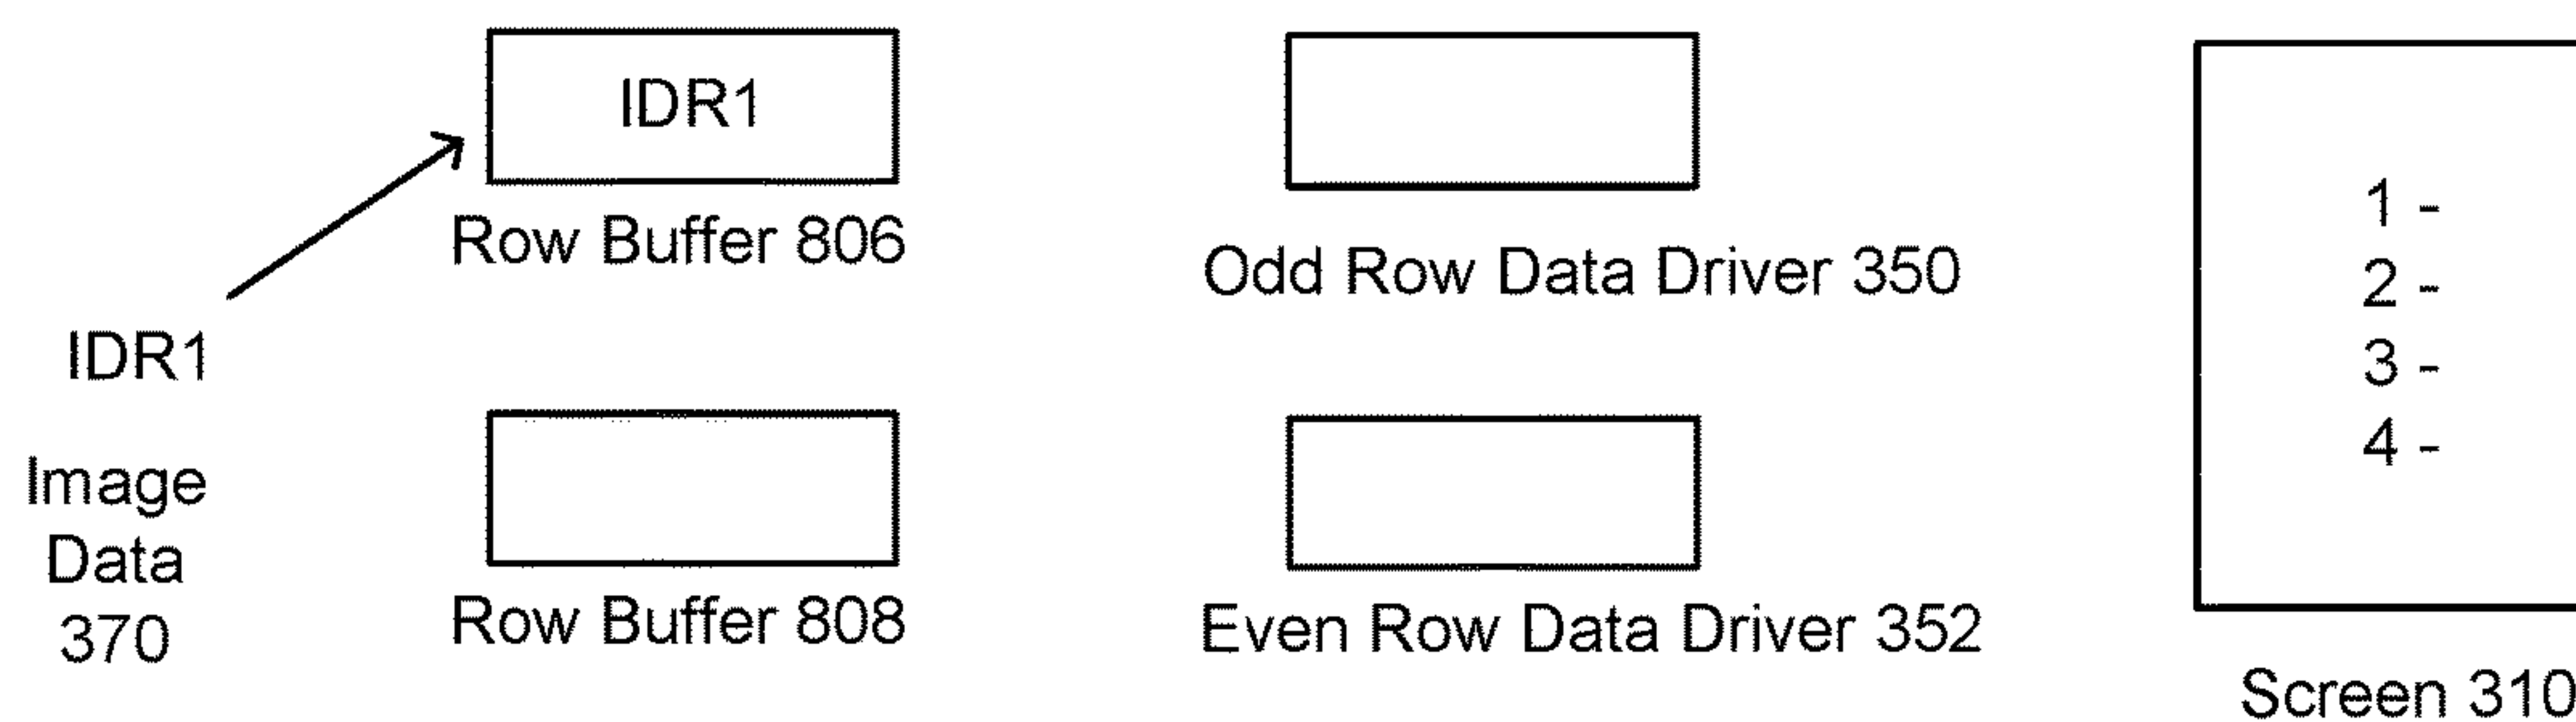 IDR1
Row Buffer 806
IDR1
Image
Data
370
Row Buffer 808
Odd Row Data Driver 350
Even Row Data Driver 352
1 -
2 -
3 -
4 -
Screen 310